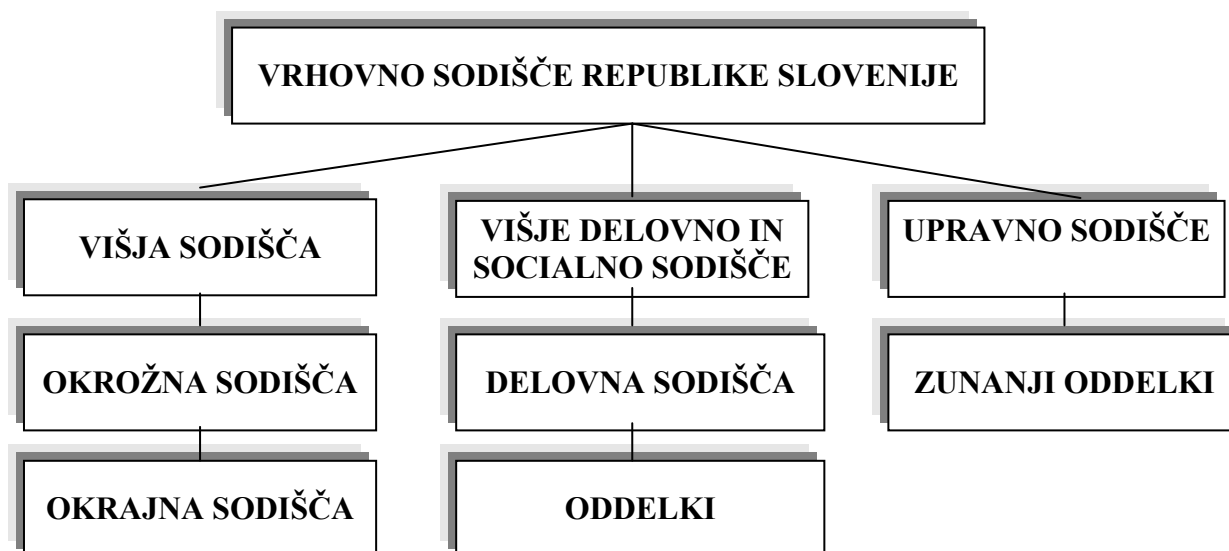 VRHOVNO SODIŠČE REPUBLIKE SLOVENIJE
VIŠJA SODIŠČA
VIŠJE DELOVNO IN
SOCIALNO SODIŠČE
UPRAVNO SODIŠČE
OKROŽNA SODIŠČA
DELOVNA SODIŠČA
ZUNANJI ODDELKI
OKRAJNA SODIŠČA
ODDELKI